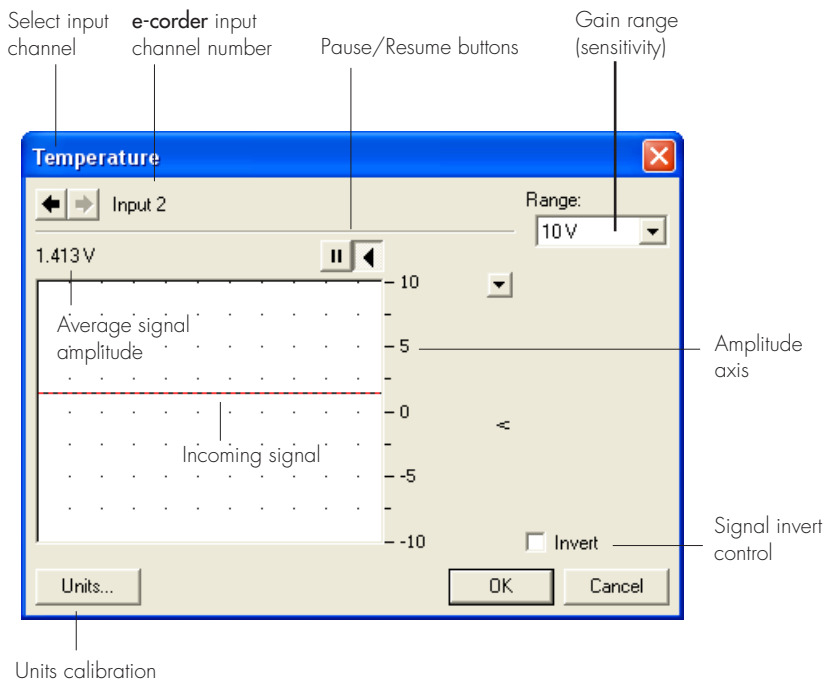 Select input
channel
e-corder input
channel number
Pause/Resume buttons
Gain range
(sensitivity)
Temperature
Input 2
Range:
10 V
1.413 V
10
Average signal
amplitude
5
Amplitude
axis
0
V
Incoming signal
-5
-10
Invert
Signal invert
control
Units...
OK
Cancel
Units calibration